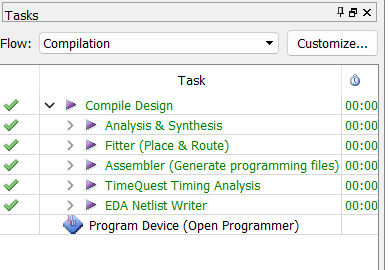 Tasks
Flow: Compilation Customize...
Task
Compile Design 00:00
Analysis & Synthesis 00:00
Fitter (Place & Route) 00:00
Assembler (Generate programming files) 00:00
TimeQuest Timing Analysis 00:00
EDA Netlist Writer 00:00
Program Device (Open Programmer)